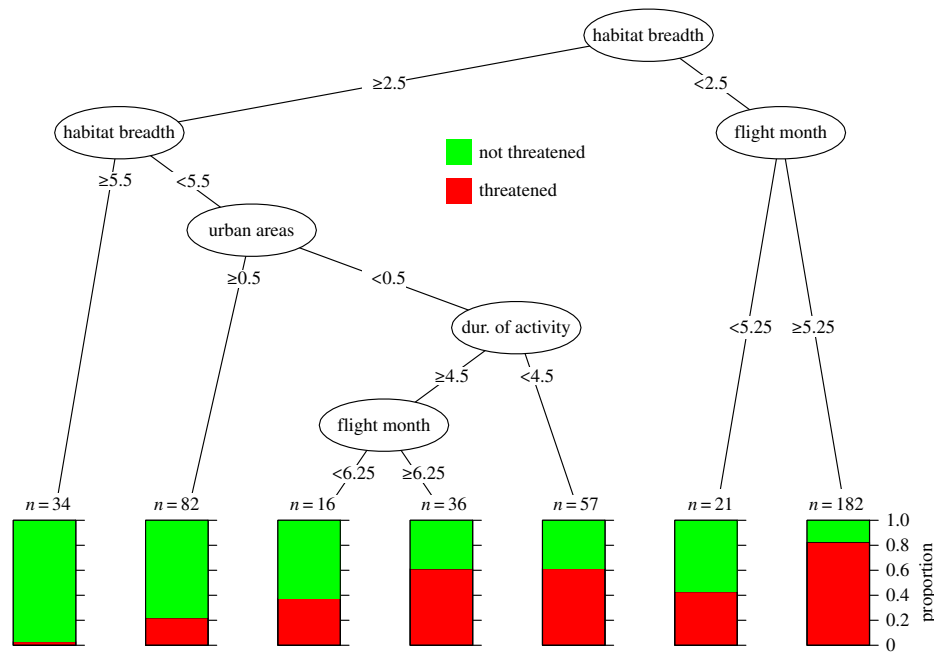 habitat breadth
≥2.5
<2.5
habitat breadth
flight month
not threatened
≥5.5
<5.5
threatened
urban areas
≥0.5
<0.5
dur. of activity
<5.25
≥5.25
≥4.5
<4.5
flight month
<6.25
≥6.25
n = 34
n = 82
n = 16
n = 36
n = 57
n = 21
n = 182
1.0
0.8
0.6
0.4
0.2
0
proportion